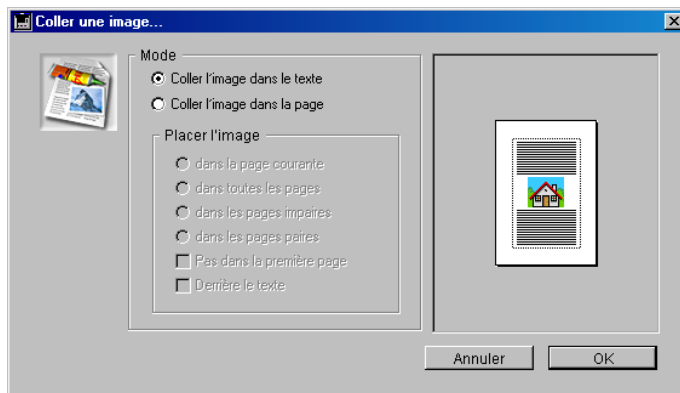 Coller une image...
Mode
Coller l'image dans le texte
Coller l'image dans la page
Placer l'image
dans la page courante
dans toutes les pages
dans les pages impaires
dans les pages paires
Pas dans la première page
Derrière le texte
Annuler
OK